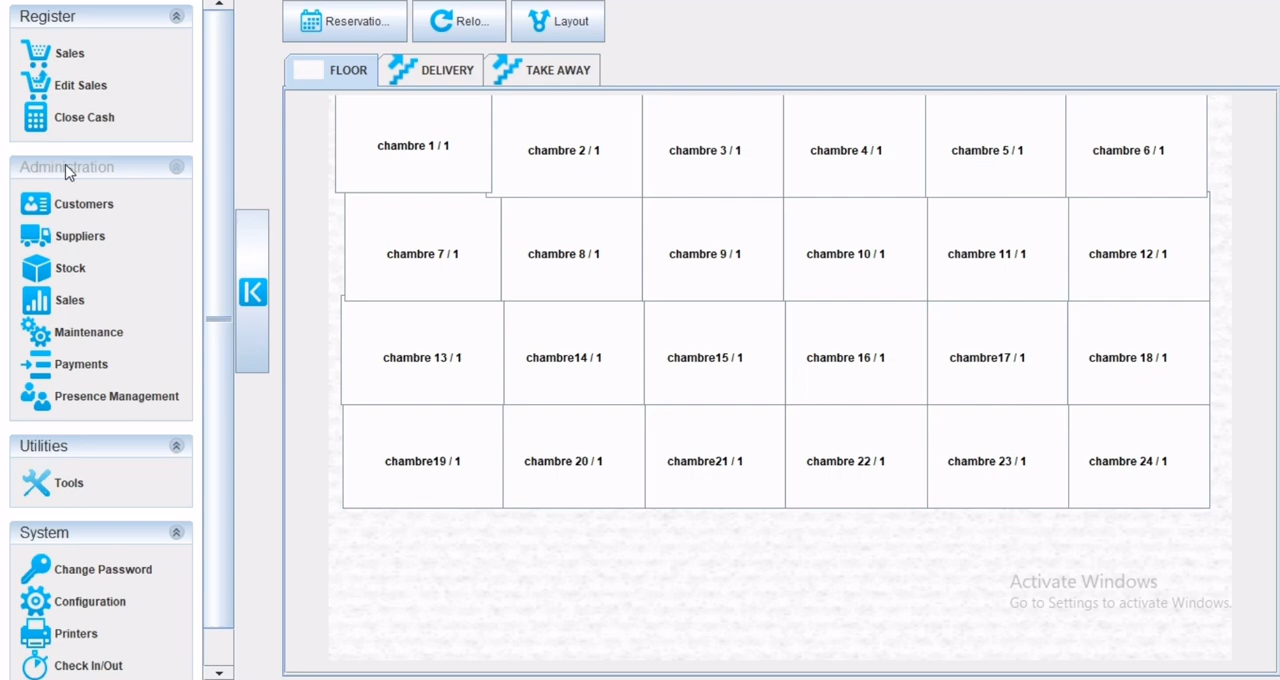 Register
Sales
Edit Sales
Close Cash
Administration
Customers
Suppliers
Stock
Sales
Maintenance
Payments
Presence Management
Utilities
Tools
System
Change Password
Configuration
Printers
Check In/Out
Reservatio... Relo... Layout
FLOOR DELIVERY TAKE AWAY
chambre 1 / 1 chambre 2 / 1 chambre 3 / 1 chambre 4 / 1 chambre 5 / 1 chambre 6 / 1
chambre 7 / 1 chambre 8 / 1 chambre 9 / 1 chambre 10 / 1 chambre 11 / 1 chambre 12 / 1
chambre 13 / 1 chambre14 / 1 chambre15 / 1 chambre 16 / 1 chambre17 / 1 chambre 18 / 1
chambre19 / 1 chambre 20 / 1 chambre21 / 1 chambre 22 / 1 chambre 23 / 1 chambre 24 / 1
Activate Windows
Go to Settings to activate Windows.